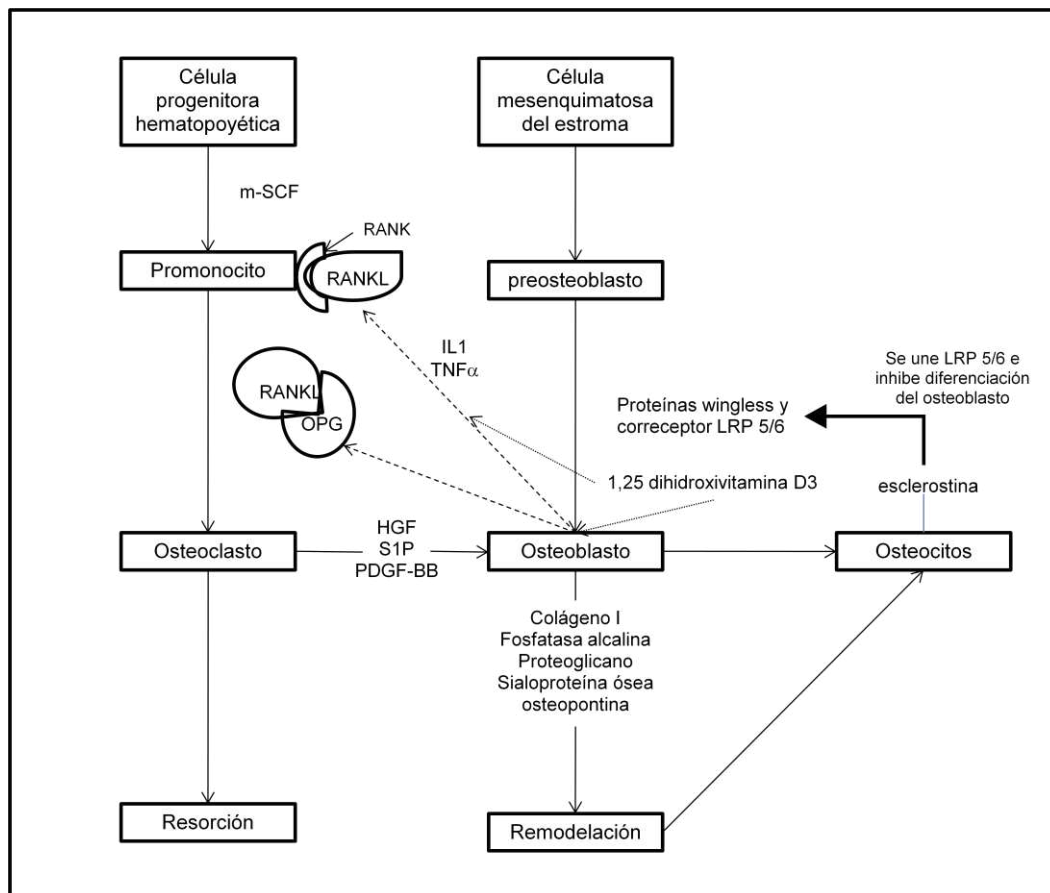 Célula
progenitora
hematopoyética
Célula
mesenquimatosa
del estroma
m-SCF
RANK
Promonocito
RANKL
preosteoblasto
IL1
TNFα
RANKL
OPG
Se une LRP 5/6 e
inhibe diferenciación
del osteoblasto
Proteínas wingless y
correceptor LRP 5/6
1,25 dihidroxivitamina D3
esclerostina
Osteoclasto
HGF
S1P
PDGF-BB
Osteoblasto
Osteocitos
Colágeno I
Fosfatasa alcalina
Proteoglicano
Sialoproteína ósea
osteopontina
Resorción
Remodelación